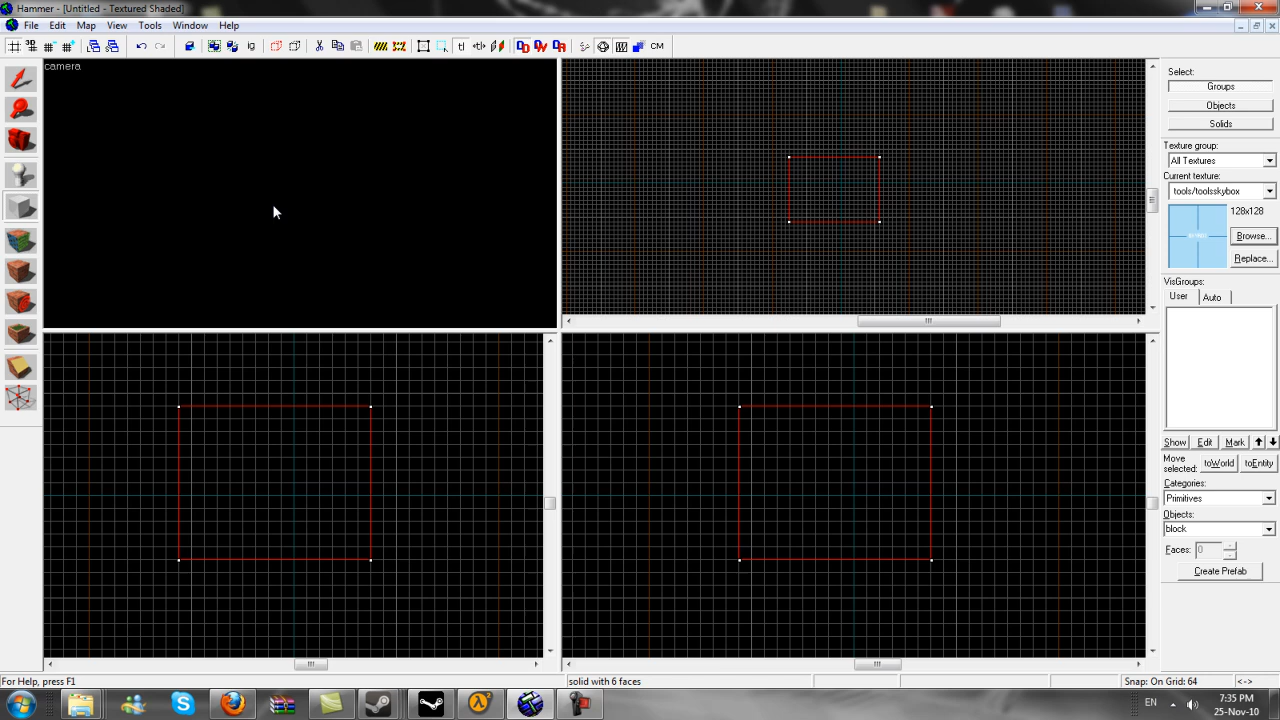 Hammer - [Untitled - Textured Shaded]
File Edit Map View Tools Window Help
CM
camera
Select:
Groups
Objects
Solids
Texture group:
All Textures
Current texture:
tools/toolsskybox
128x128
Browse...
Replace...
VisGroups:
User Auto
Show Edit Mark
Move selected: toWorld toEntity
Categories:
Primitives
Objects:
block
Faces: 0
Create Prefab
For Help, press F1 solid with 6 faces Snap: On Grid: 64 <->
EN 7:35 PM
25-Nov-10